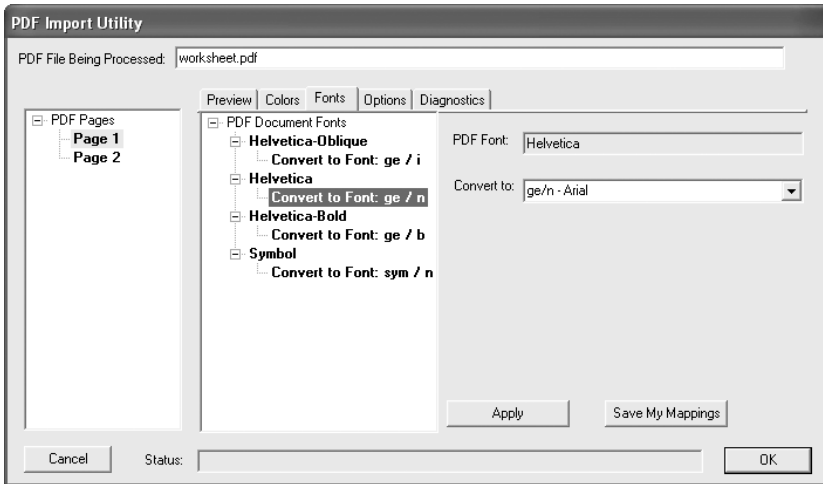 PDF Import Utility
PDF File Being Processed: worksheet.pdf
Preview Colors Fonts Options Diagnostics
PDF Pages
Page 1
Page 2
PDF Document Fonts
Helvetica-Oblique
Convert to Font: ge / i
Helvetica
Convert to Font: ge / n
Helvetica-Bold
Convert to Font: ge / b
Symbol
Convert to Font: sym / n
PDF Font: Helvetica
Convert to: ge/n - Arial
Apply Save My Mappings
Cancel Status: OK